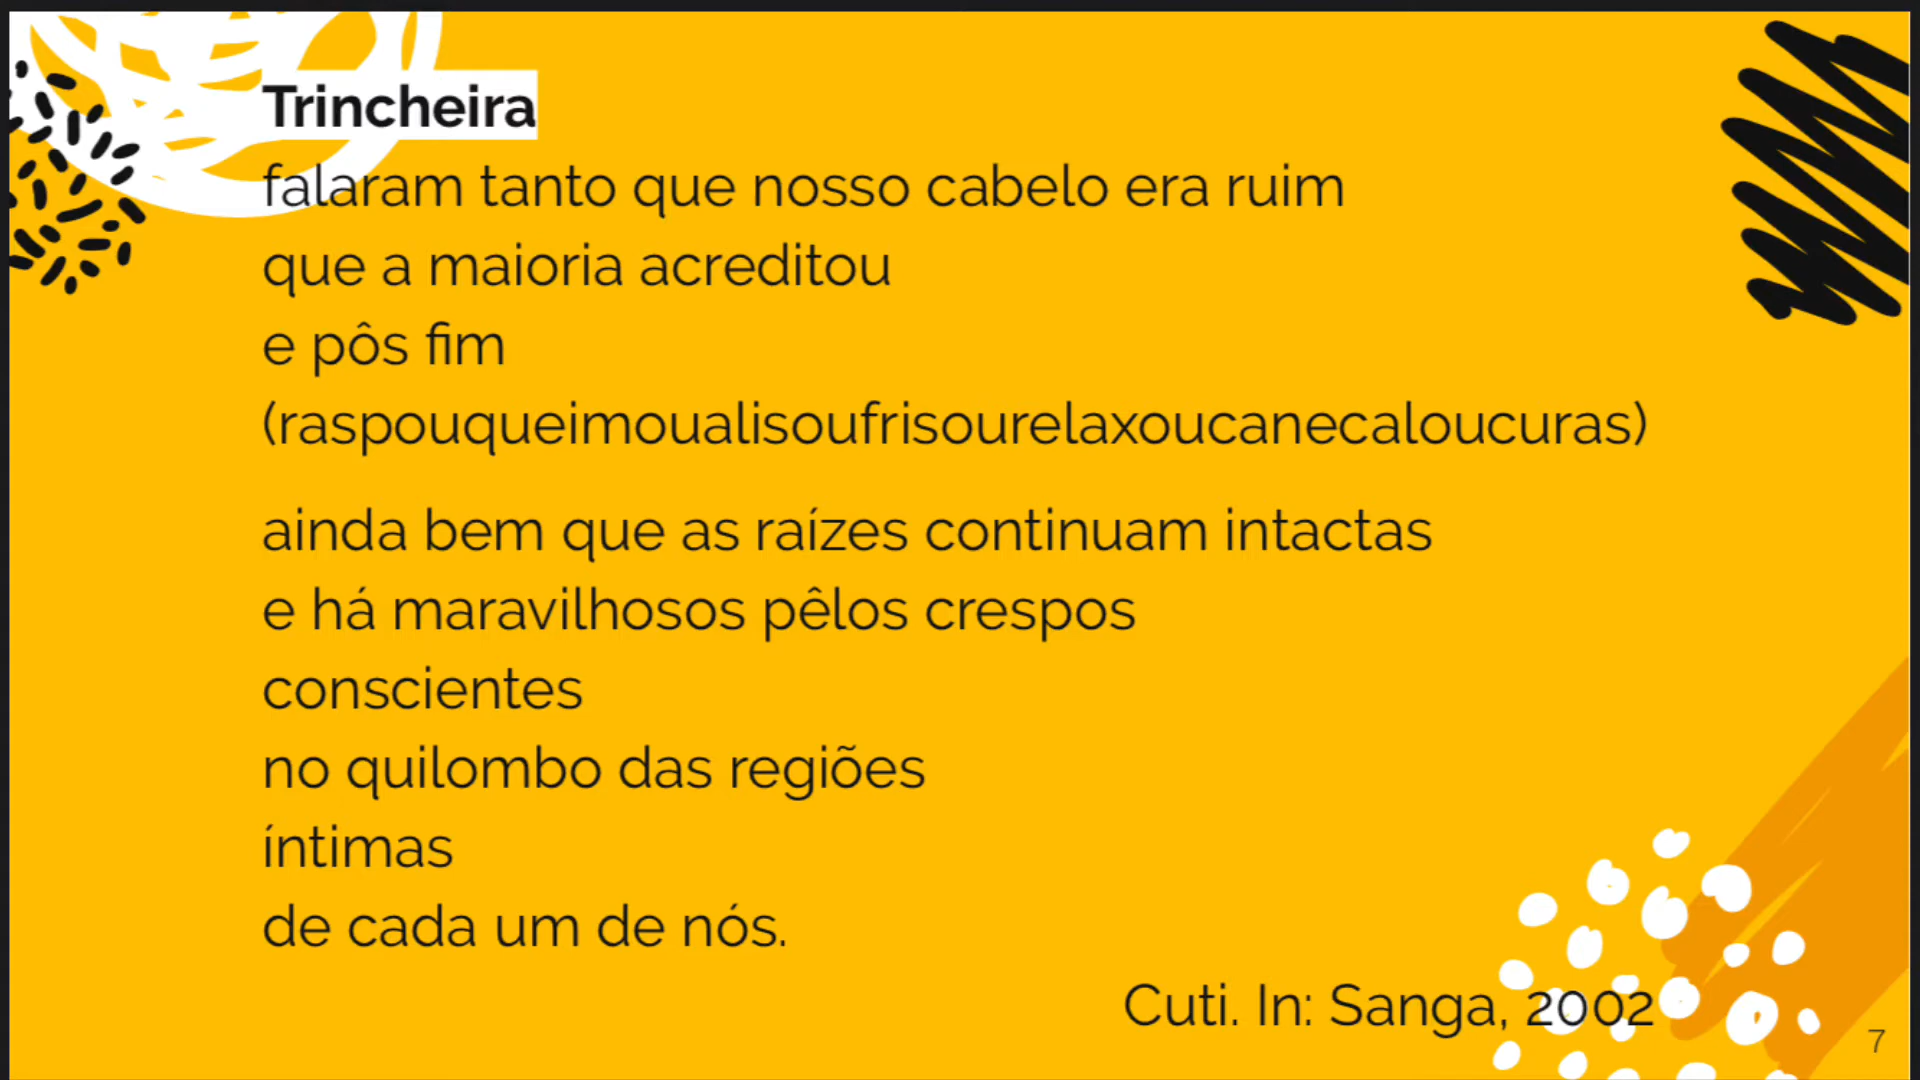 Trincheira
falaram tanto que nosso cabelo era ruim
que a maioria acreditou
e pôs fim
(raspouqueimoualisoufrisourelaxoucanecaloucuras)
ainda bem que as raízes continuam intactas
e há maravilhosos pêlos crespos
conscientes
no quilombo das regiões
íntimas
de cada um de nós.
Cuti. In: Sanga, 2002
7